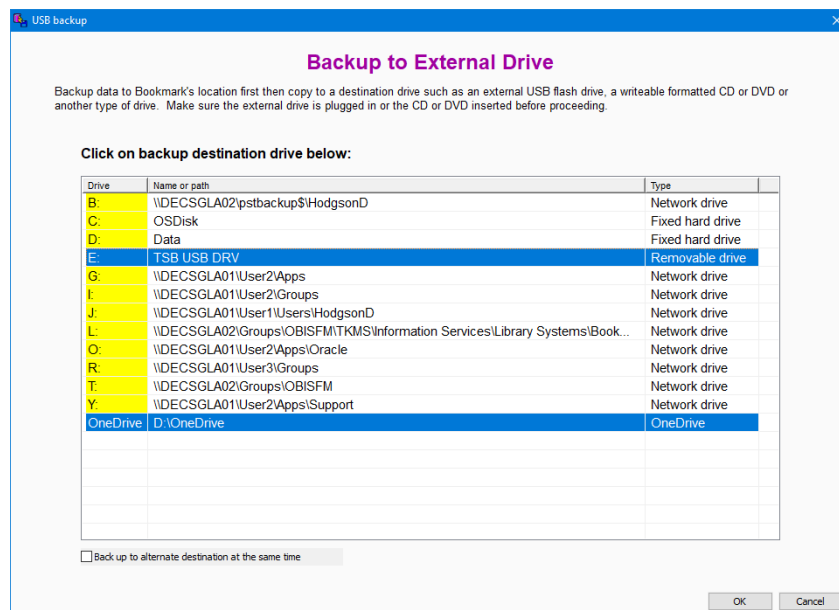 USB backup
Backup to External Drive
Backup data to Bookmark's location first then copy to a destination drive such as an external USB flash drive, a writeable formatted CD or DVD or
another type of drive. Make sure the external drive is plugged in or the CD or DVD inserted before proceeding.
Click on backup destination drive below:
Drive Name or path Type
B: \\DECSGLA02\pstbackup$\HodgsonD Network drive
C: OSDisk Fixed hard drive
D: Data Fixed hard drive
E: TSB USB DRV Removable drive
G: \\DECSGLA01\User2\Apps Network drive
I: \\DECSGLA01\User2\Groups Network drive
J: \\DECSGLA01\User1\Users\HodgsonD Network drive
L: \\DECSGLA02\Groups\OBISFM\TKMS\Information Services\Library Systems\Book... Network drive
O: \\DECSGLA01\User2\Apps\Oracle Network drive
R: \\DECSGLA01\User3\Groups Network drive
T: \\DECSGLA02\Groups\OBISFM Network drive
Y: \\DECSGLA01\User2\Apps\Support Network drive
OneDrive D:\OneDrive OneDrive
Back up to alternate destination at the same time
OK Cancel